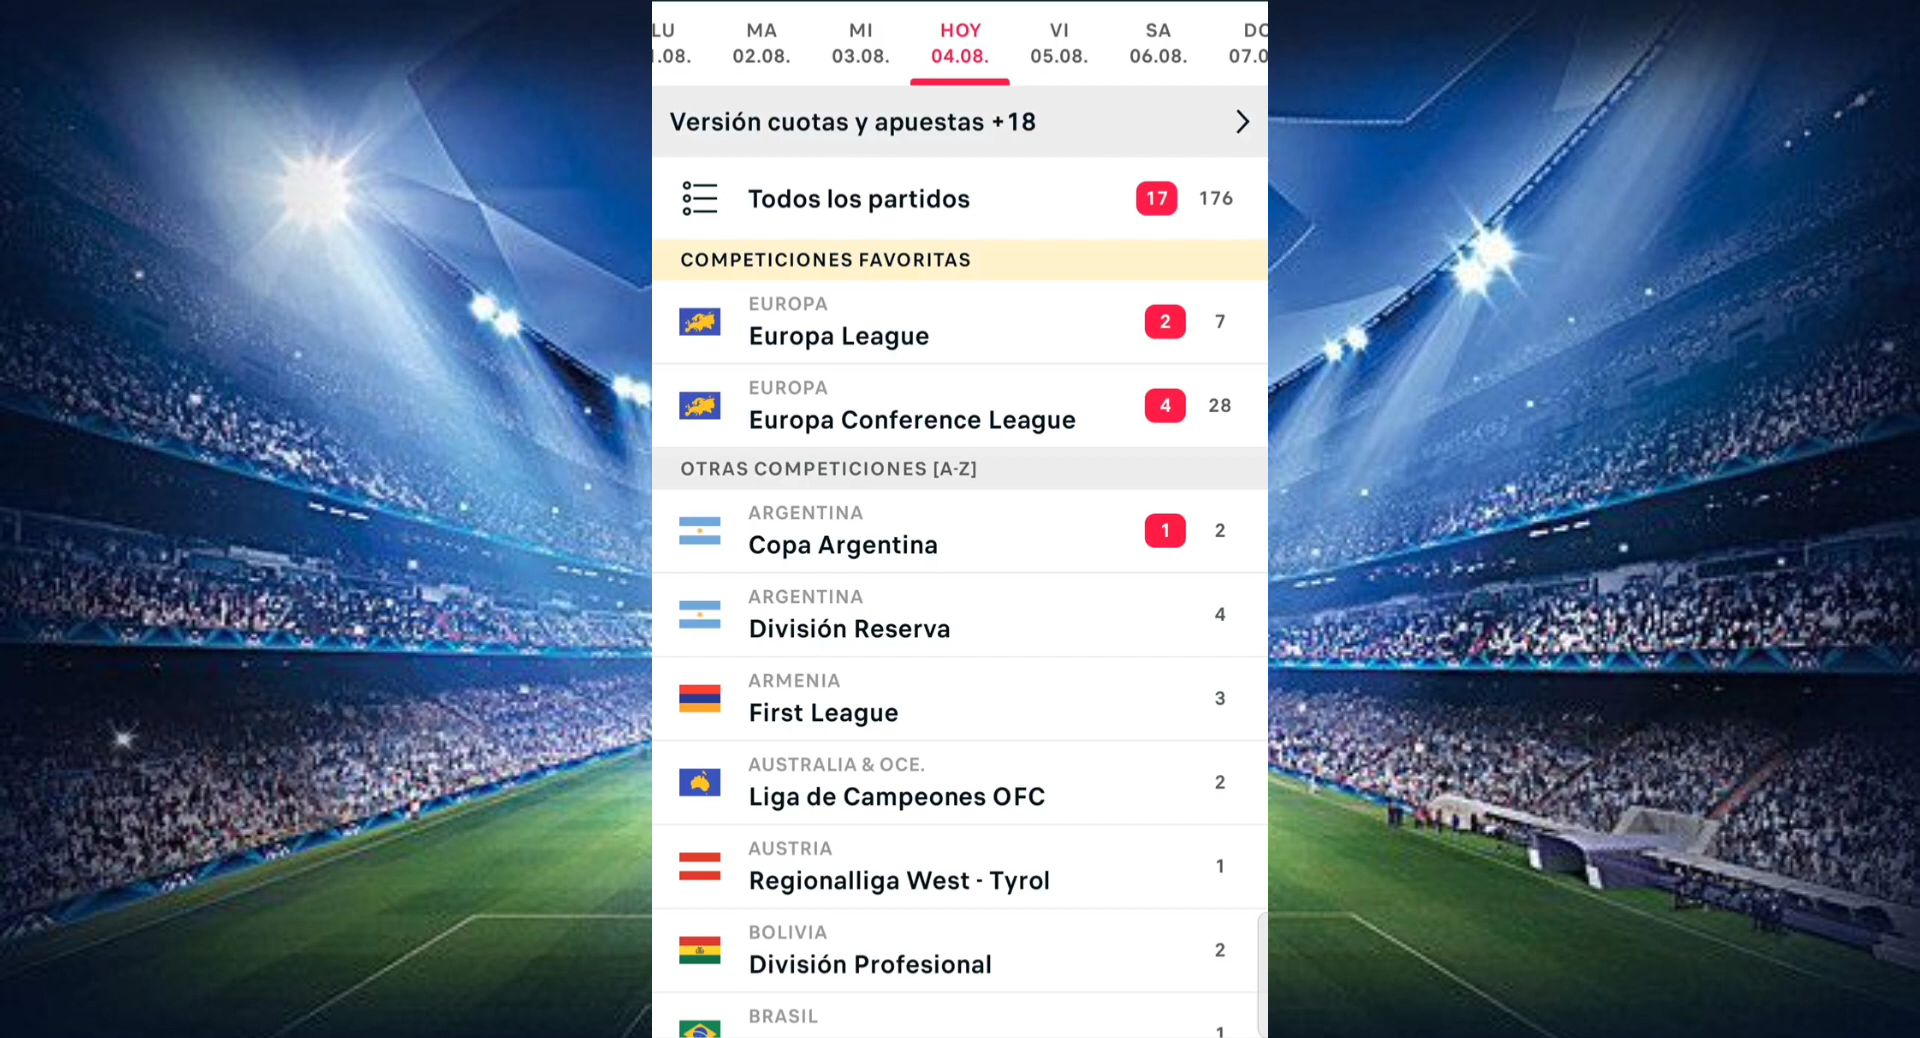 LU MA MI HOY VI SA DO
.08. 02.08. 03.08. 04.08. 05.08. 06.08. 07.0
Versión cuotas y apuestas +18
Todos los partidos 17 176
COMPETICIONES FAVORITAS
EUROPA
Europa League 2 7
EUROPA
Europa Conference League 4 28
OTRAS COMPETICIONES [A-Z]
ARGENTINA
Copa Argentina 1 2
ARGENTINA
División Reserva 4
ARMENIA
First League 3
AUSTRALIA & OCE.
Liga de Campeones OFC 2
AUSTRIA
Regionalliga West - Tyrol 1
BOLIVIA
División Profesional 2
BRASIL
1